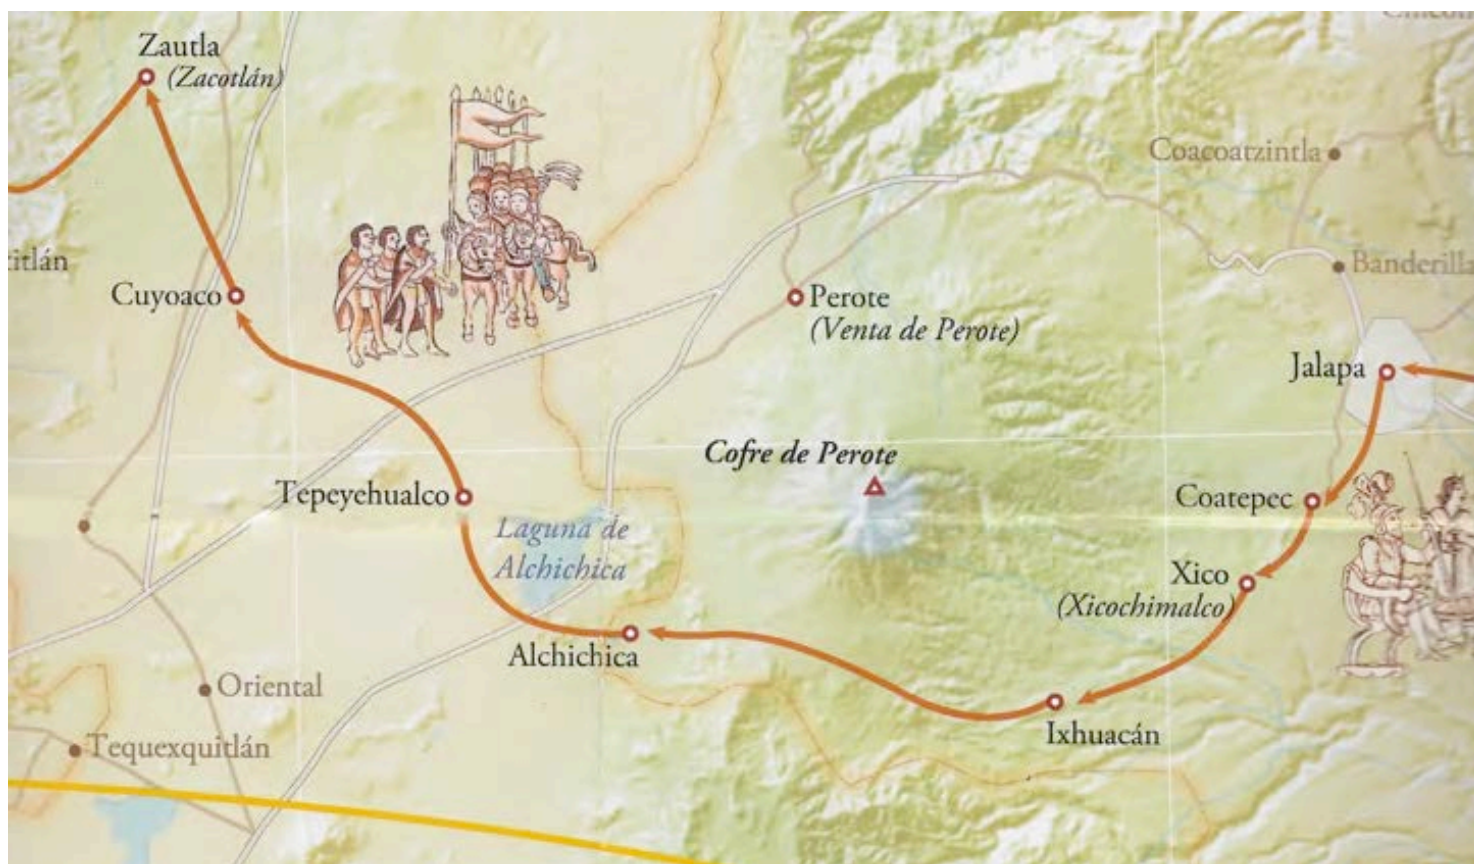 Zautla
(Zacotlán)
Coacoatzintla
titlán
Banderilla
Cuyoaco
Perote
(Venta de Perote)
Jalapa
Cofre de Perote
Tepeyehualco
Coatepec
Laguna de
Alchichica
Xico
(Xicochimalco)
Alchichica
Oriental
Ixhuacán
Tequexquitlán